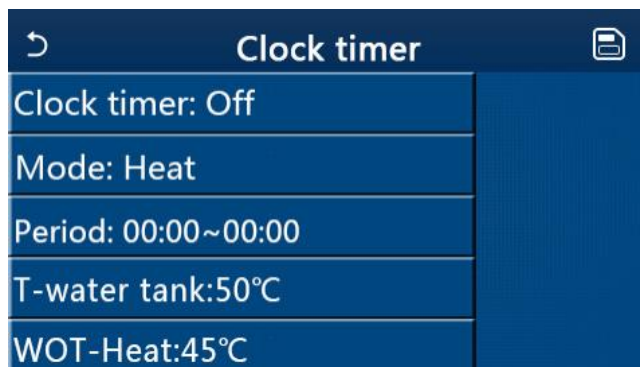 Clock timer
Clock timer: Off
Mode: Heat
Period: 00:00~00:00
T-water tank:50℃
WOT-Heat:45℃